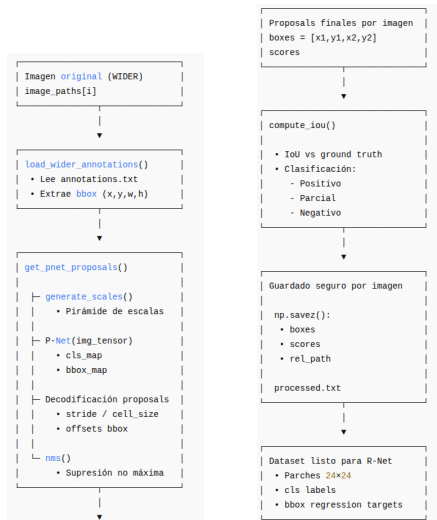 Imagen original (WIDER)
image_paths[i]
load_wider_annotations()
• Lee annotations.txt
• Extrae bbox (x,y,w,h)
get_pnet_proposals()
generate_scales()
• Pirámide de escalas
P-Net(img_tensor)
• cls_map
• bbox_map
Decodificación proposals
• stride / cell_size
• offsets bbox
nms()
• Supresión no máxima
Proposals finales por imagen
boxes = [x1,y1,x2,y2]
scores
compute_iou()
• IoU vs ground truth
• Clasificación:
- Positivo
- Parcial
- Negativo
Guardado seguro por imagen
np.savez():
• boxes
• scores
• rel_path
processed.txt
Dataset listo para R-Net
• Parches 24×24
• cls labels
• bbox regression targets